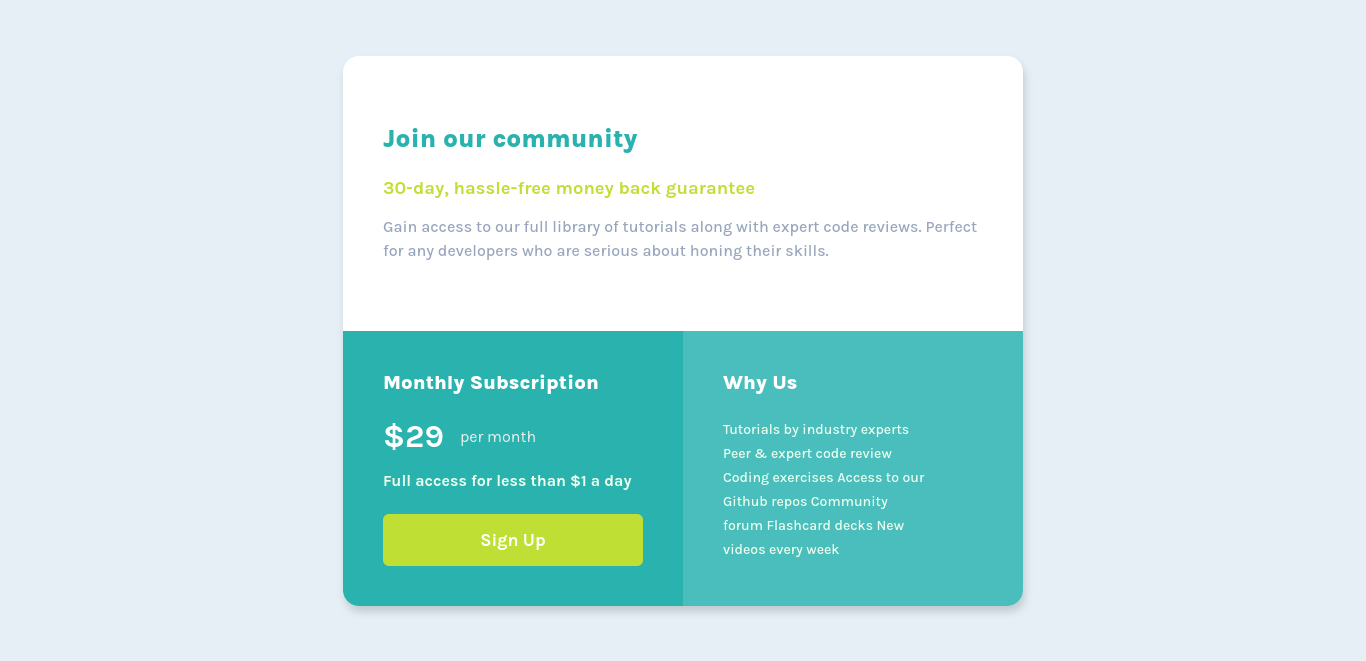 Join our community
30-day, hassle-free money back guarantee
Gain access to our full library of tutorials along with expert code reviews. Perfect
for any developers who are serious about honing their skills.
Monthly Subscription
$29 per month
Full access for less than $1 a day
Sign Up
Why Us
Tutorials by industry experts
Peer & expert code review
Coding exercises Access to our
Github repos Community
forum Flashcard decks New
videos every week